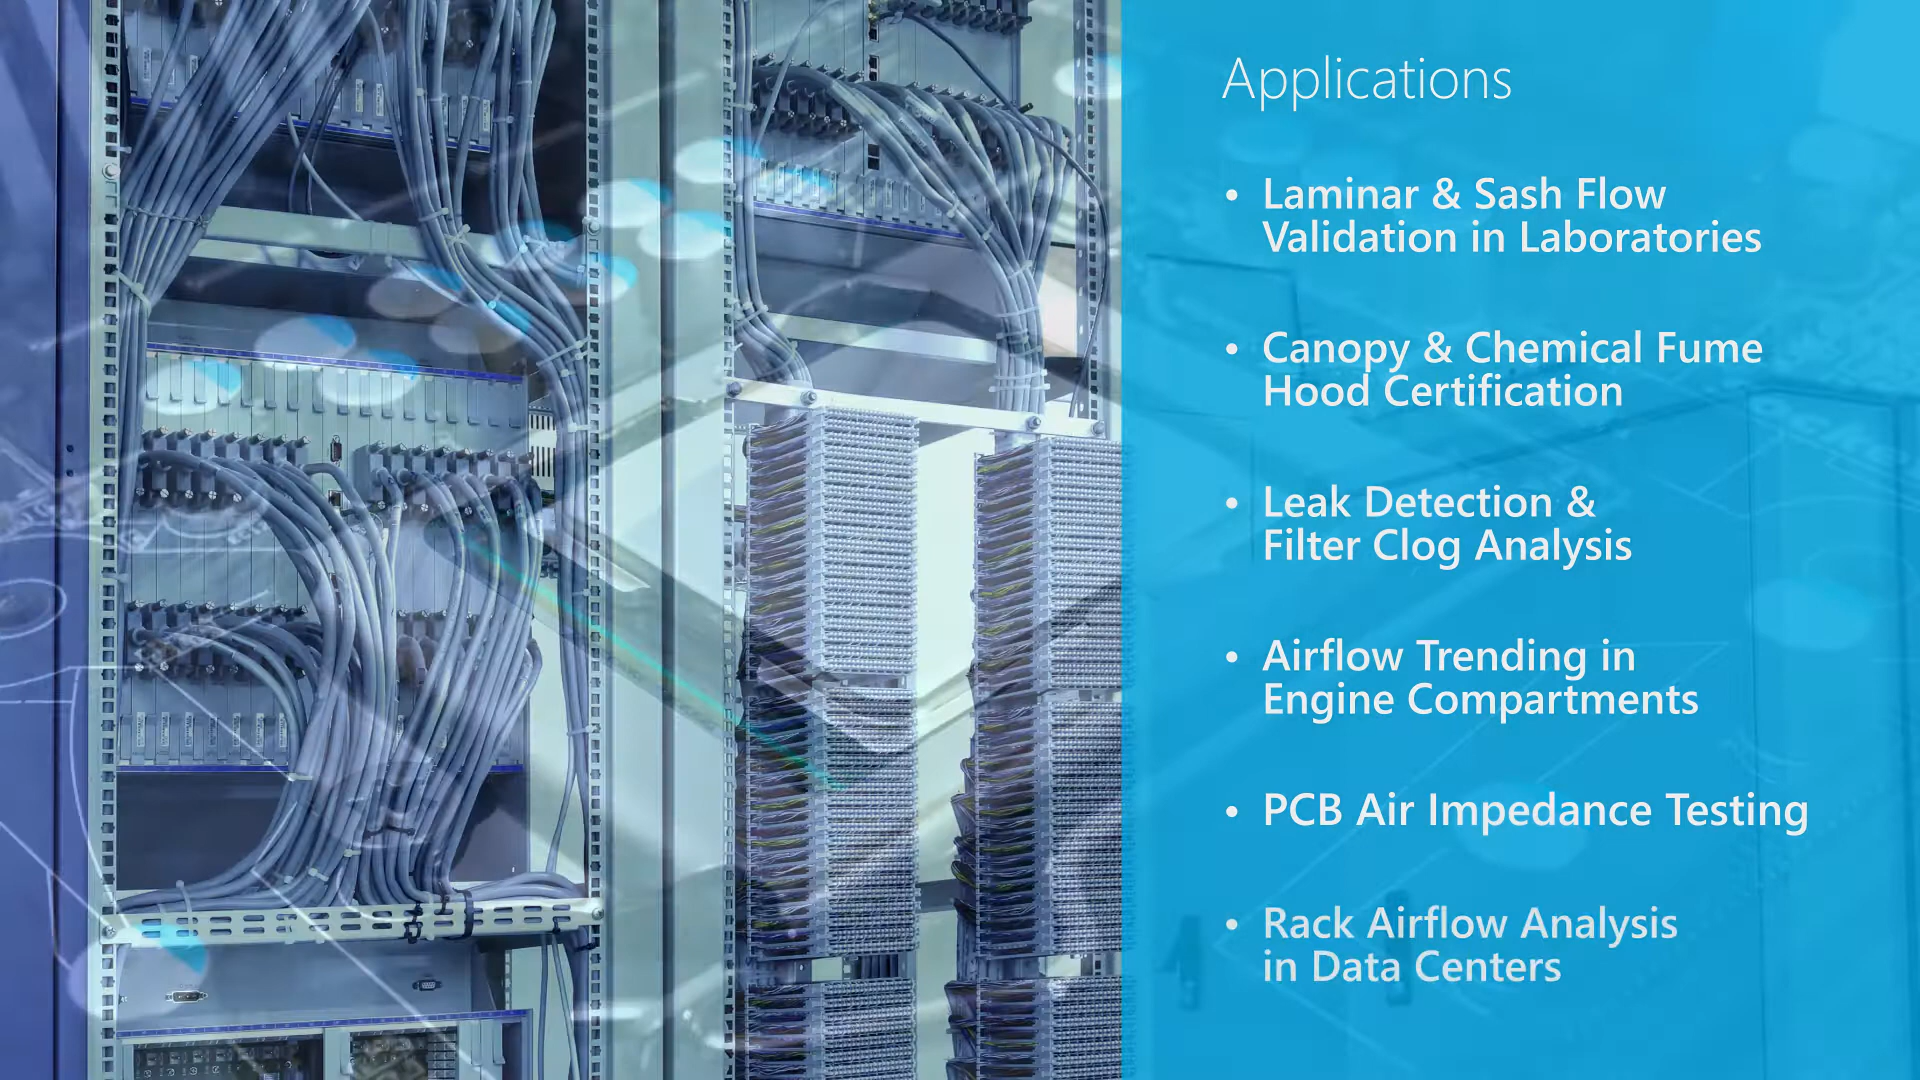 Applications
• Laminar & Sash Flow
Validation in Laboratories
• Canopy & Chemical Fume
Hood Certification
• Leak Detection &
Filter Clog Analysis
• Airflow Trending in
Engine Compartments
• PCB Air Impedance Testing
• Rack Airflow Analysis
in Data Centers